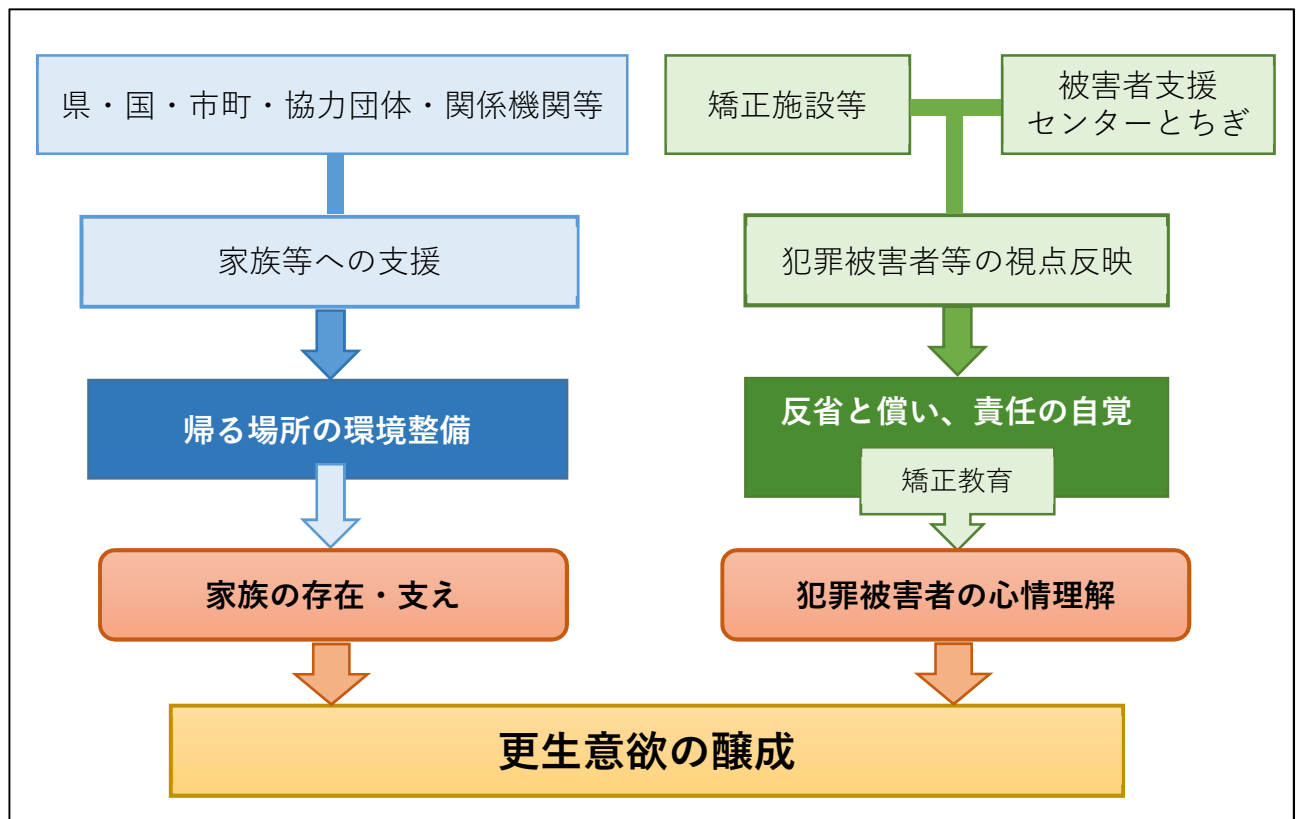 県・国・市町・協力団体・関係機関等
矯正施設等
被害者支援
センターとちぎ
家族等への支援
犯罪被害者等の視点反映
帰る場所の環境整備
反省と償い、責任の自覚
矯正教育
家族の存在・支え
犯罪被害者の心情理解
更生意欲の醸成